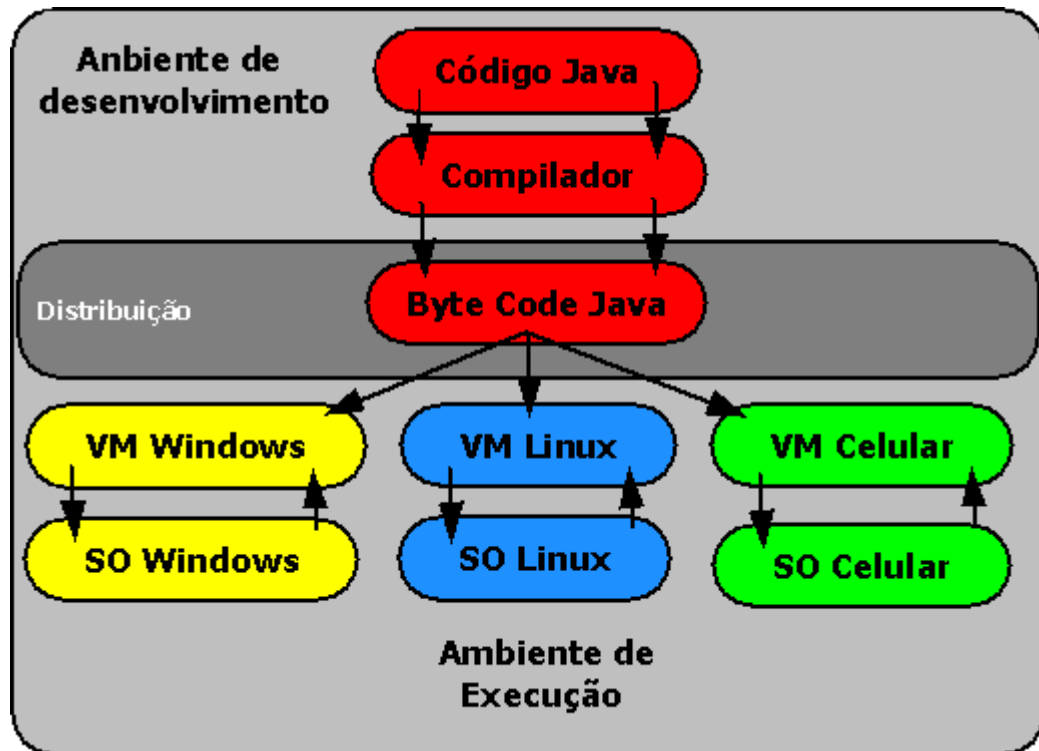 Anbiente de
desenvolvimento
Código Java
Compilador
Distribuição
Byte Code Java
VM Windows
VM Linux
VM Celular
SO Windows
SO Linux
SO Celular
Ambiente de
Execução